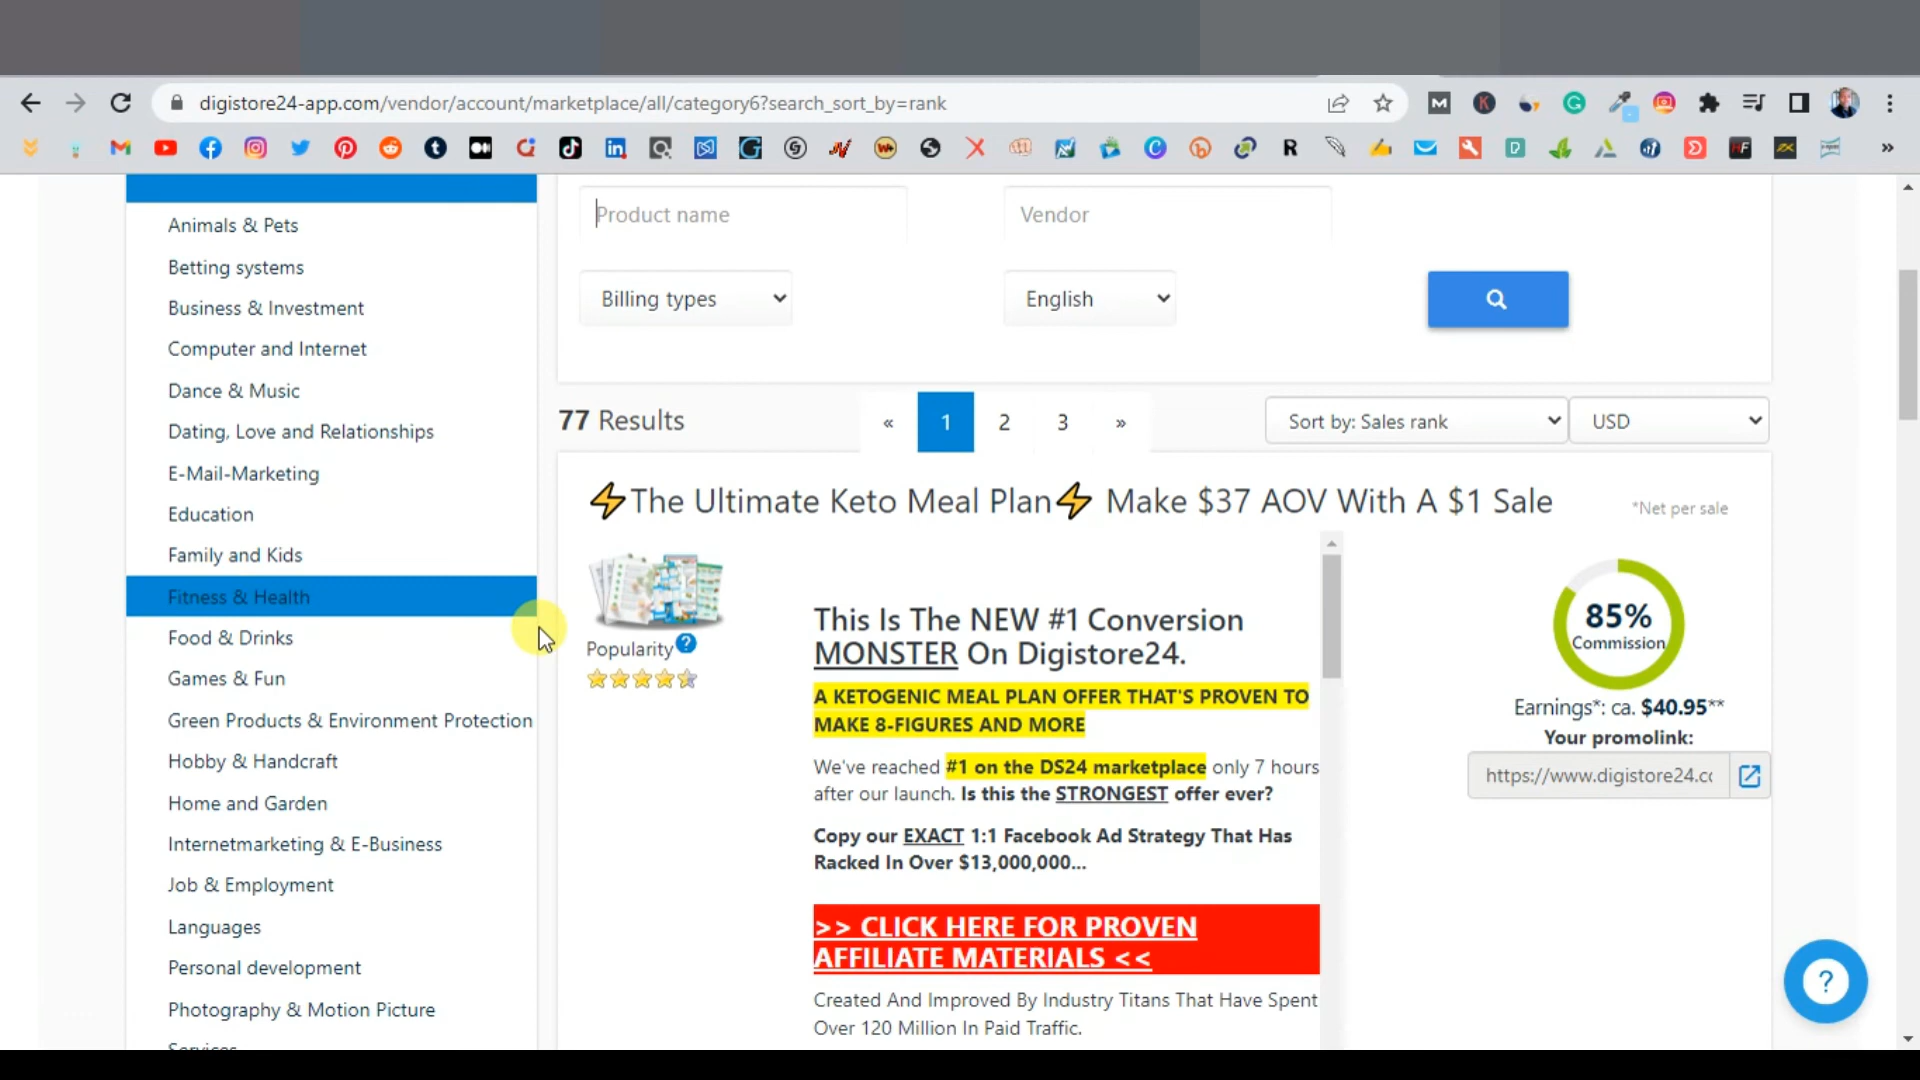 digistore24-app.com/vendor/account/marketplace/all/category6?search_sort_by=rank
Animals & Pets
Betting systems
Business & Investment
Computer and Internet
Dance & Music
Dating, Love and Relationships
E-Mail-Marketing
Education
Family and Kids
Fitness & Health
Food & Drinks
Games & Fun
Green Products & Environment Protection
Hobby & Handcraft
Home and Garden
Internetmarketing & E-Business
Job & Employment
Languages
Personal development
Photography & Motion Picture
Services
Product name
Vendor
Billing types
English
77 Results
« 1 2 3 »
Sort by: Sales rank
USD
⚡The Ultimate Keto Meal Plan⚡ Make $37 AOV With A $1 Sale
*Net per sale
Popularity ?
This Is The NEW #1 Conversion
MONSTER On Digistore24.
A KETOGENIC MEAL PLAN OFFER THAT'S PROVEN TO
MAKE 8-FIGURES AND MORE
We've reached #1 on the DS24 marketplace only 7 hours
after our launch. Is this the STRONGEST offer ever?
Copy our EXACT 1:1 Facebook Ad Strategy That Has
Racked In Over $13,000,000...
>> CLICK HERE FOR PROVEN
AFFILIATE MATERIALS <<
Created And Improved By Industry Titans That Have Spent
Over 120 Million In Paid Traffic.
85%
Commission
Earnings*: ca. $40.95**
Your promolink:
https://www.digistore24.cc
?